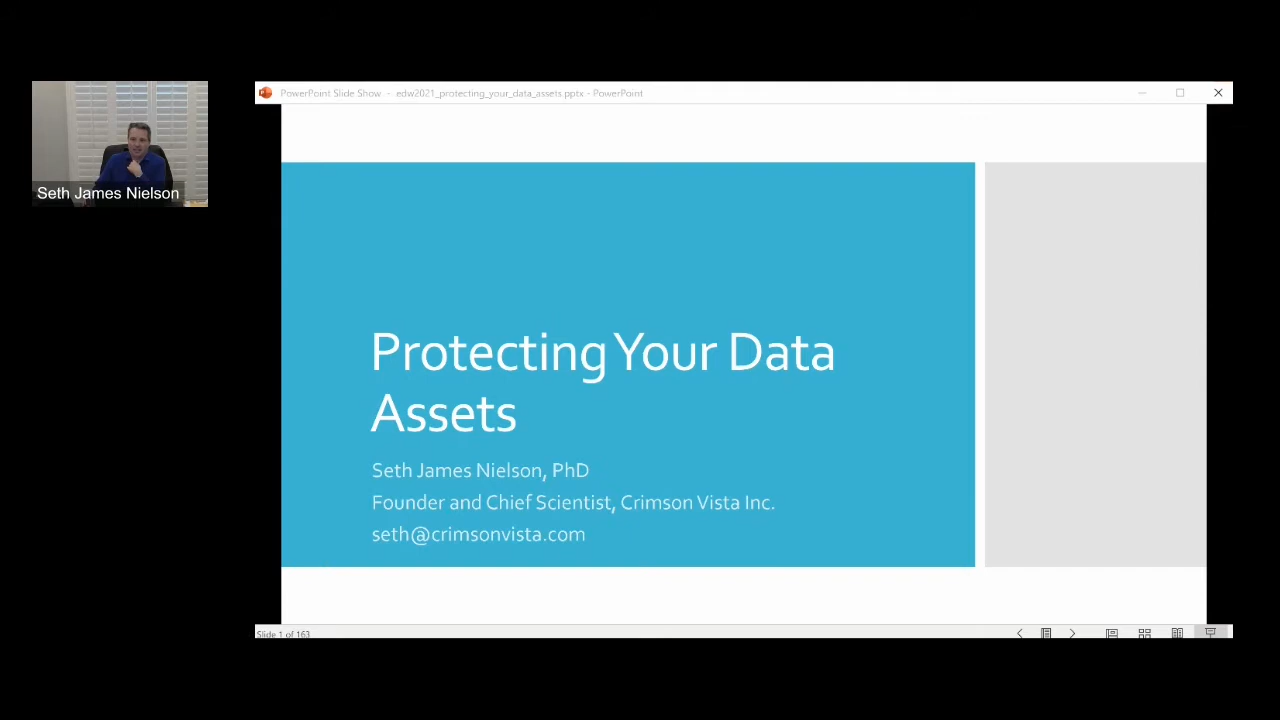 PowerPoint Slide Show - edw2021_protecting_your_data_assets.pptx - PowerPoint
Seth James Nielson
Protecting Your Data
Assets
Seth James Nielson, PhD
Founder and Chief Scientist, Crimson Vista Inc.
seth@crimsonvista.com
Slide 1 of 163